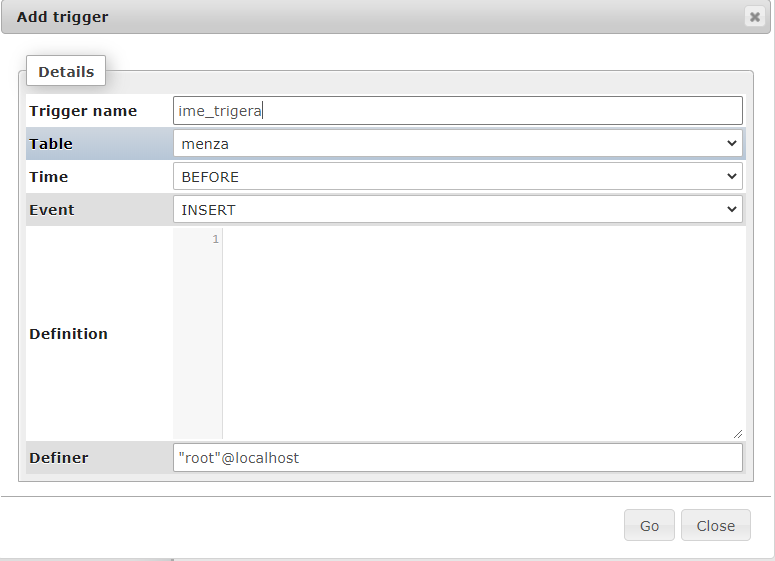 Add trigger
Details
Trigger name ime_trigera
Table menza
Time BEFORE
Event INSERT
1
Definition
Definer "root"@localhost
Go Close